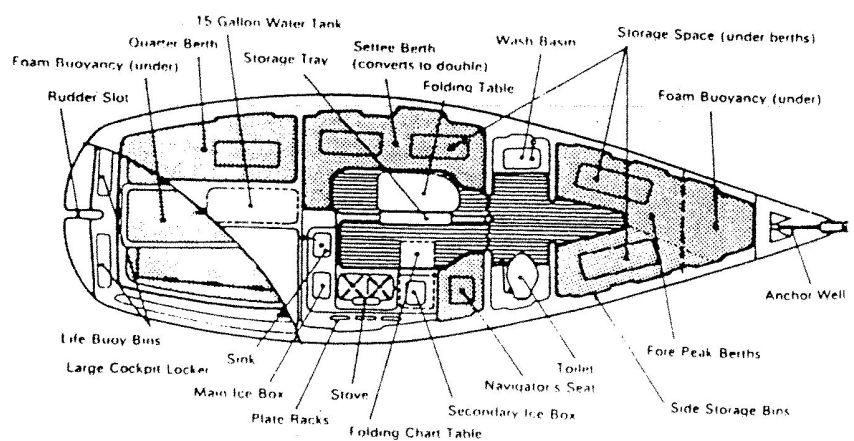 15 Gallon Water Tank
Quarter Berth
Foam Buoyancy (under)
Rudder Slot
Storage Tray
Settee Berth
(converts to double)
Folding Table
Wash Basin
Storage Space (under berths)
Foam Buoyancy (under)
Anchor Well
Life Buoy Bins
Large Cockpit Locker
Sink
Main Ice Box
Plate Racks
Stove
Folding Chart Table
Secondary Ice Box
Navigator's Seat
Toilet
Fore Peak Berths
Side Storage Bins